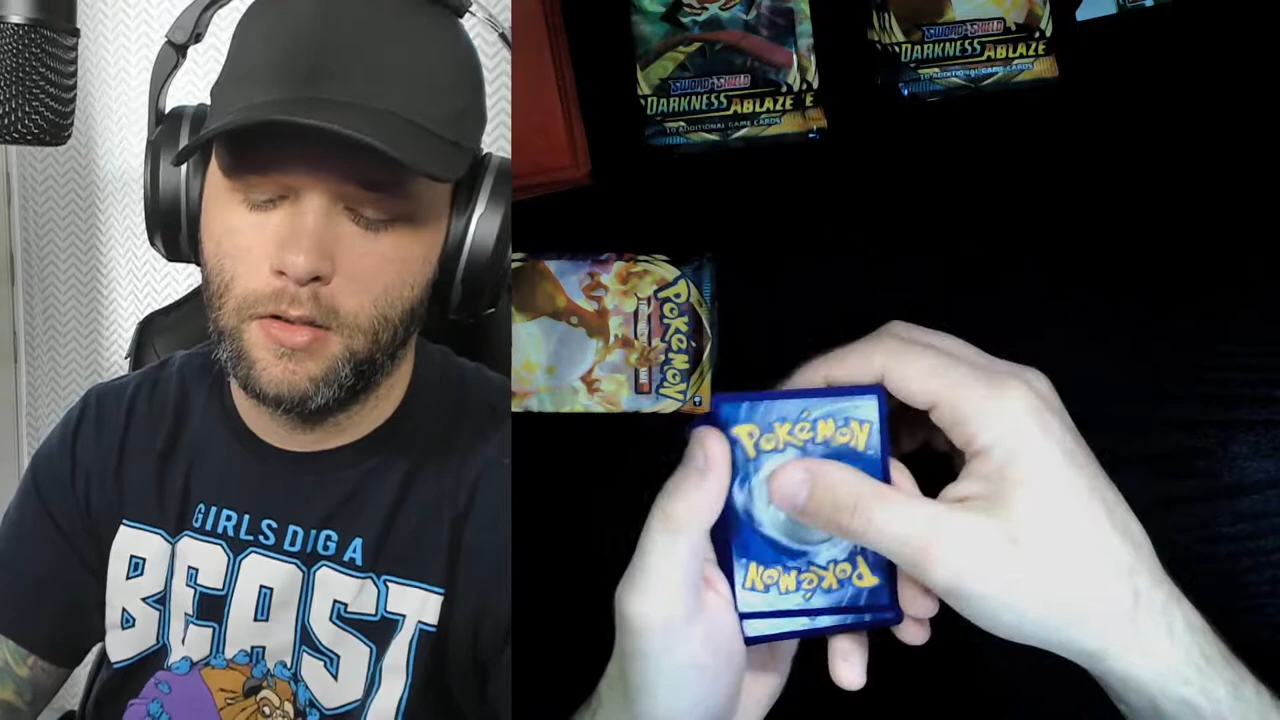 SWORD & SHIELD
DARKNESS ABLAZE E
10 ADDITIONAL GAME CARDS
SWORD & SHIELD
DARKNESS ABLAZE
10 ADDITIONAL GAME CARDS
POKéMON
GAME
POKéMON
POKéMON
GIRLS DIG A
BEAST